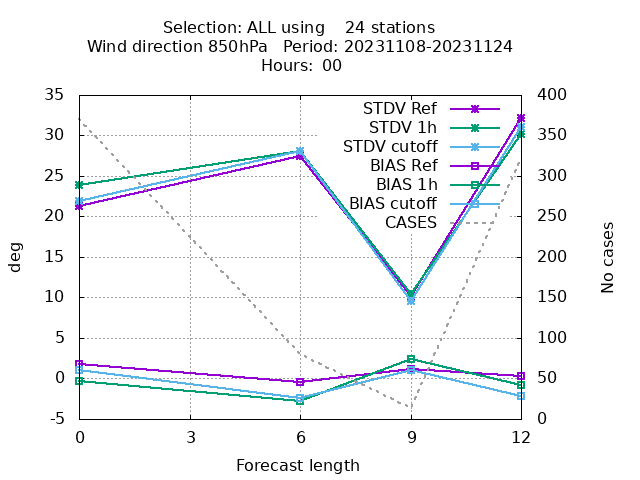 Selection: ALL using    24 stations
Wind direction 850hPa   Period: 20231108-20231124
Hours: 00
35
30
25
20
15
10
5
0
-5
400
350
300
250
200
150
100
50
0
STDV Ref
STDV 1h
STDV cutoff
BIAS Ref
BIAS 1h
BIAS cutoff
CASES
deg
No cases
0
3
6
9
12
Forecast length